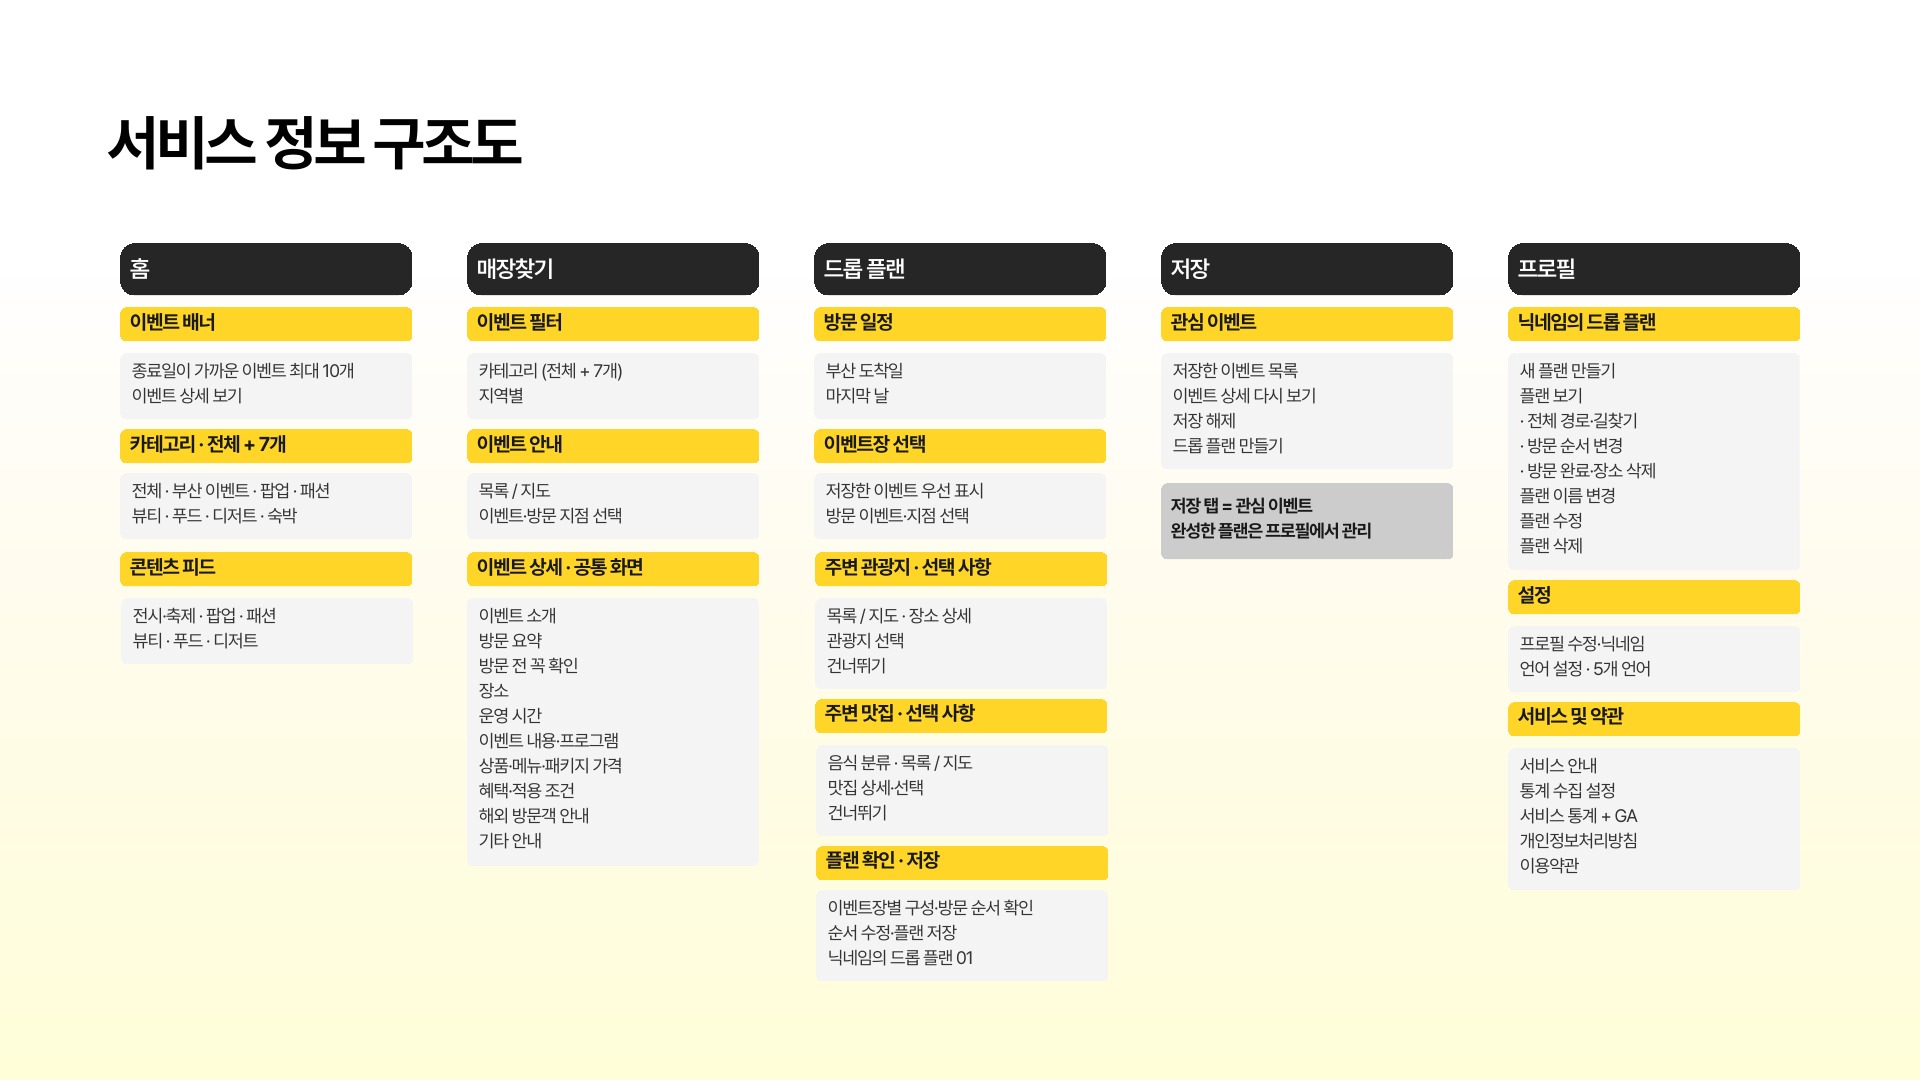 서비스 정보 구조도
홈
이벤트 배너
종료일이 가까운 이벤트 최대 10개
이벤트 상세 보기
카테고리 · 전체 + 7개
전체 · 부산 이벤트 · 팝업 · 패션
뷰티 · 푸드 · 디저트 · 숙박
콘텐츠 피드
전시·축제 · 팝업 · 패션
뷰티 · 푸드 · 디저트
매장찾기
이벤트 필터
카테고리 (전체 + 7개)
지역별
이벤트 안내
목록 / 지도
이벤트·방문 지점 선택
이벤트 상세 · 공통 화면
이벤트 소개
방문 요약
방문 전 꼭 확인
장소
운영 시간
이벤트 내용·프로그램
상품·메뉴·패키지 가격
혜택·적용 조건
해외 방문객 안내
기타 안내
드롭 플랜
방문 일정
부산 도착일
마지막 날
이벤트장 선택
저장한 이벤트 우선 표시
방문 이벤트·지점 선택
주변 관광지 · 선택 사항
목록 / 지도 · 장소 상세
관광지 선택
건너뛰기
주변 맛집 · 선택 사항
음식 분류 · 목록 / 지도
맛집 상세·선택
건너뛰기
플랜 확인 · 저장
이벤트장별 구성·방문 순서 확인
순서 수정·플랜 저장
닉네임의 드롭 플랜 01
저장
관심 이벤트
저장한 이벤트 목록
이벤트 상세 다시 보기
저장 해제
드롭 플랜 만들기
저장 탭 = 관심 이벤트
완성한 플랜은 프로필에서 관리
프로필
닉네임의 드롭 플랜
새 플랜 만들기
플랜 보기
· 전체 경로·길찾기
· 방문 순서 변경
· 방문 완료·장소 삭제
플랜 이름 변경
플랜 수정
플랜 삭제
설정
프로필 수정·닉네임
언어 설정 · 5개 언어
서비스 및 약관
서비스 안내
통계 수집 설정
서비스 통계 + GA
개인정보처리방침
이용약관